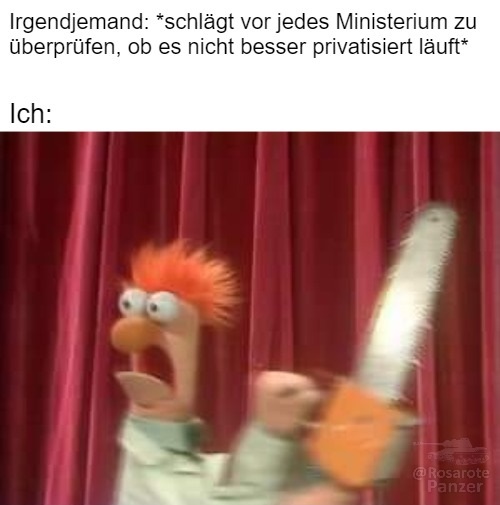 Irgendjemand: *schlägt vor jedes Ministerium zu
überprüfen, ob es nicht besser privatisiert läuft*
Ich:
@Rosarote
Panzer